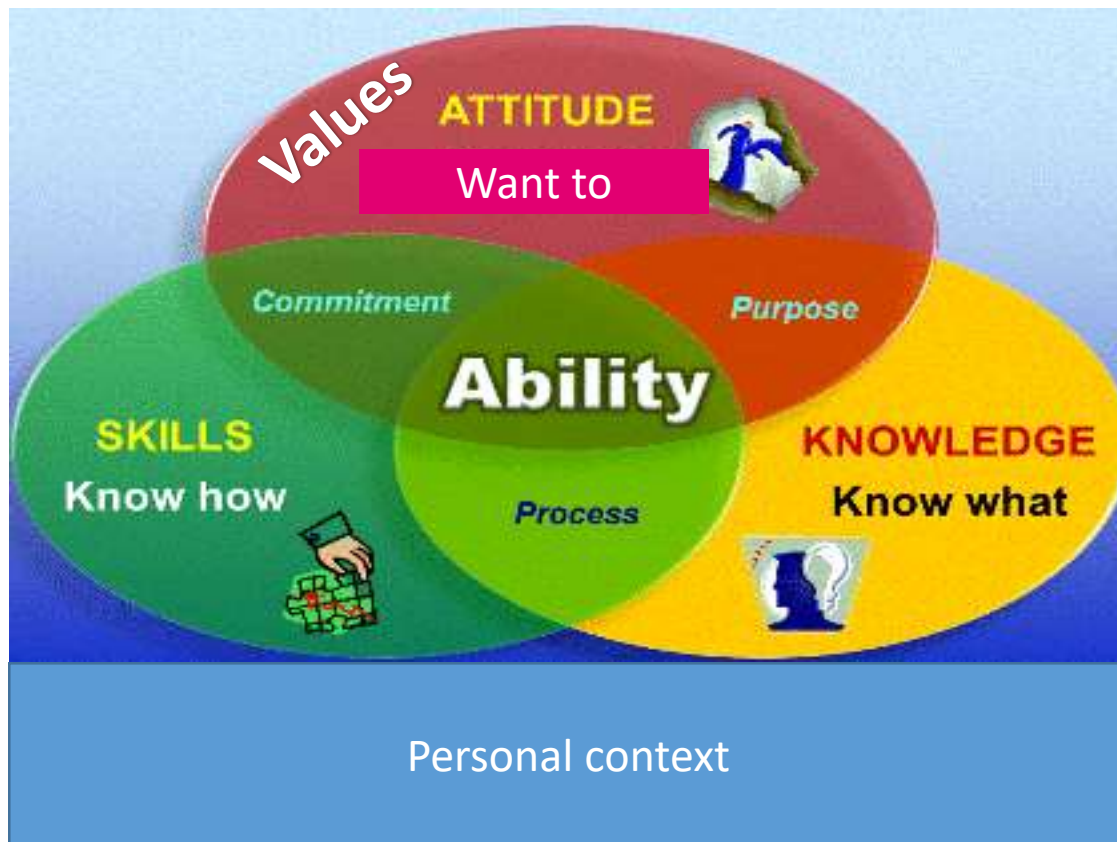 Values
ATTITUDE
Want to
Commitment
Purpose
Ability
SKILLS
Know how
KNOWLEDGE
Know what
Process
Personal context